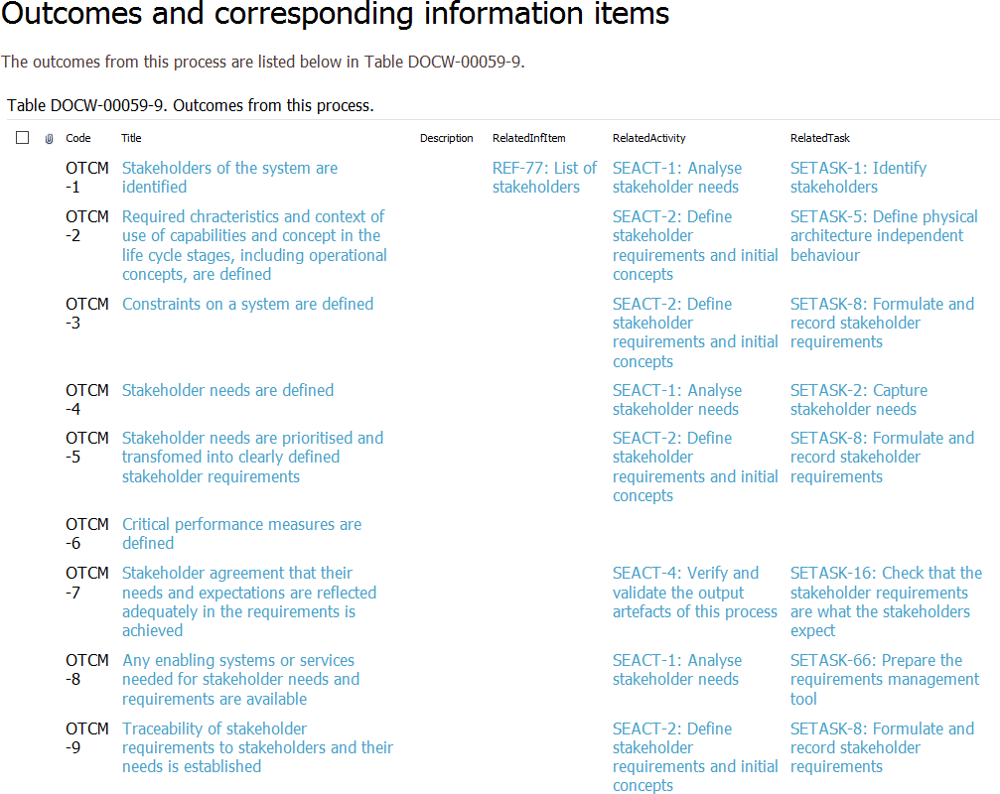 Outcomes and corresponding information items
The outcomes from this process are listed below in Table DOCW-00059-9.
Table DOCW-00059-9. Outcomes from this process.
Code Title Description RelatedInfItem RelatedActivity RelatedTask
OTCM Stakeholders of the system are REF-77: List of SEACT-1: Analyse SETASK-1: Identify
-1 identified stakeholders stakeholder needs stakeholders
OTCM Required chracteristics and context of SEACT-2: Define SETASK-5: Define physical
-2 use of capabilities and concept in the stakeholder architecture independent
life cycle stages, including operational requirements and initial behaviour
concepts, are defined concepts
OTCM Constraints on a system are defined SEACT-2: Define SETASK-8: Formulate and
-3 stakeholder record stakeholder
requirements and initial requirements
concepts
OTCM Stakeholder needs are defined SEACT-1: Analyse SETASK-2: Capture
-4 stakeholder needs stakeholder needs
OTCM Stakeholder needs are prioritised and SEACT-2: Define SETASK-8: Formulate and
-5 transfomed into clearly defined stakeholder record stakeholder
stakeholder requirements requirements and initial requirements
concepts
OTCM Critical performance measures are
-6 defined
OTCM Stakeholder agreement that their SEACT-4: Verify and SETASK-16: Check that the
-7 needs and expectations are reflected validate the output stakeholder requirements
adequately in the requirements is artefacts of this process are what the stakeholders
achieved expect
OTCM Any enabling systems or services SEACT-1: Analyse SETASK-66: Prepare the
-8 needed for stakeholder needs and stakeholder needs requirements management
requirements are available tool
OTCM Traceability of stakeholder SEACT-2: Define SETASK-8: Formulate and
-9 requirements to stakeholders and their stakeholder record stakeholder
needs is established requirements and initial requirements
concepts